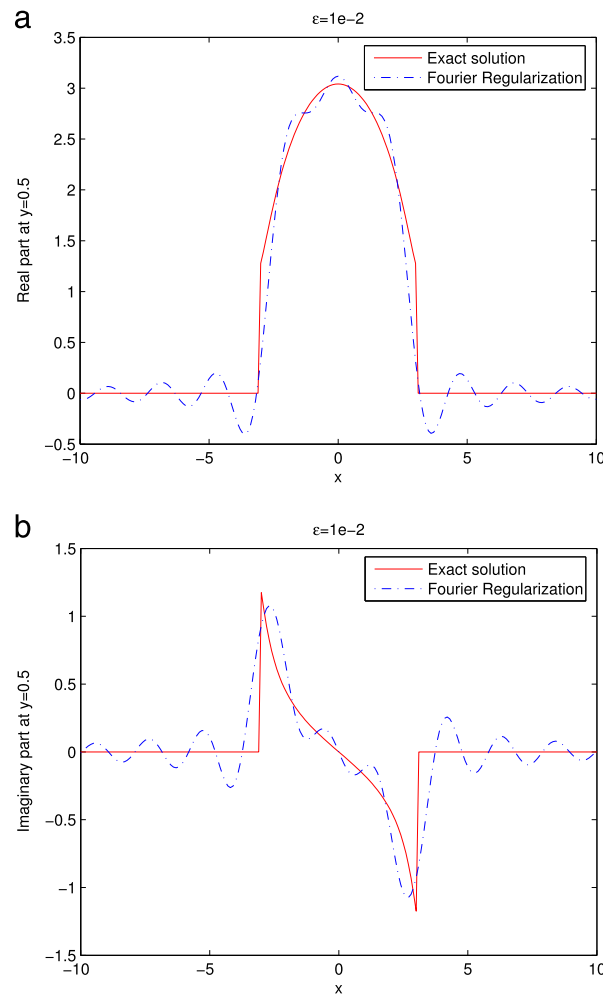 a
ε=1e−2
3.5
3
2.5
2
1.5
1
0.5
0
−0.5
Real part at y=0.5
Exact solution
Fourier Regularization
−10
−5
0
5
10
x
b
ε=1e−2
1.5
1
0.5
0
−0.5
−1
−1.5
Imaginary part at y=0.5
Exact solution
Fourier Regularization
−10
−5
0
5
10
x